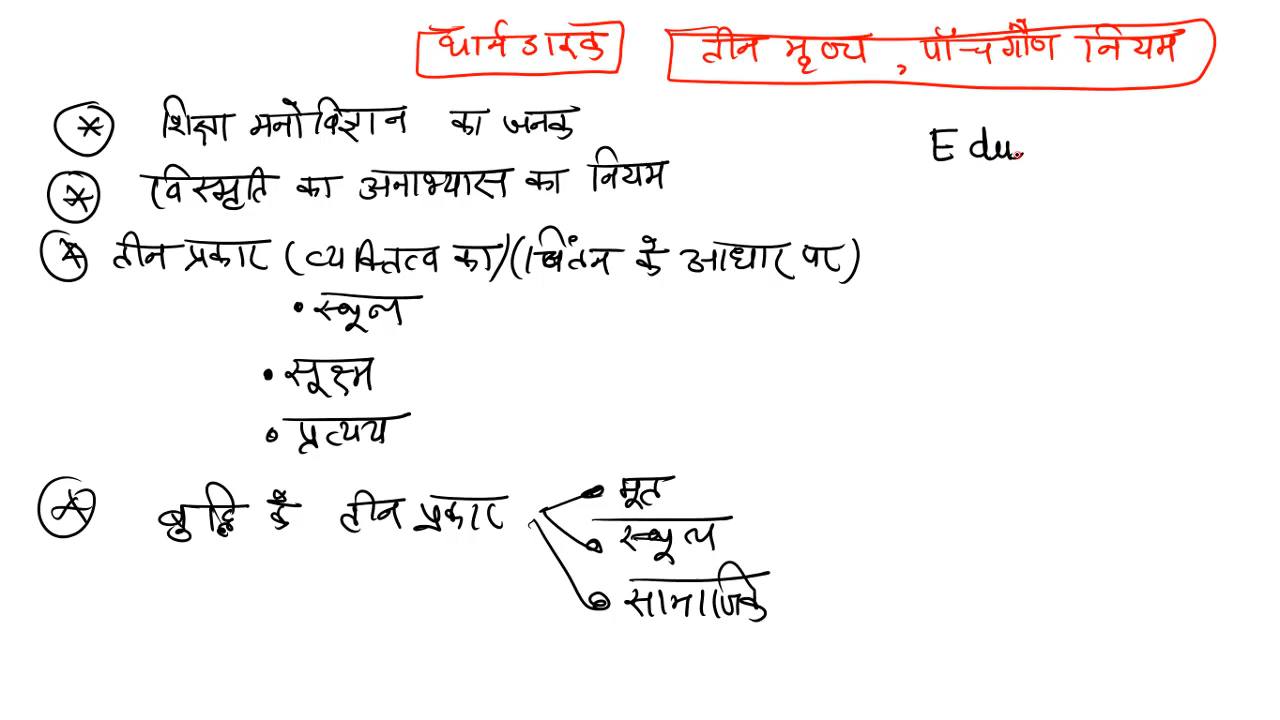 थार्नडाइक
तीन मुख्य , पाँच गौण नियम
शिक्षा मनोविज्ञान का जनक
Edu
विस्मृति का अनाभ्यास का नियम
तीन प्रकार (व्यक्तित्व का)(चिंतन के आधार पर)
• स्थूल
• सूक्ष्म
• प्रत्यय
बुद्धि के तीन प्रकार
मूर्त
स्थूल
सामाजिक